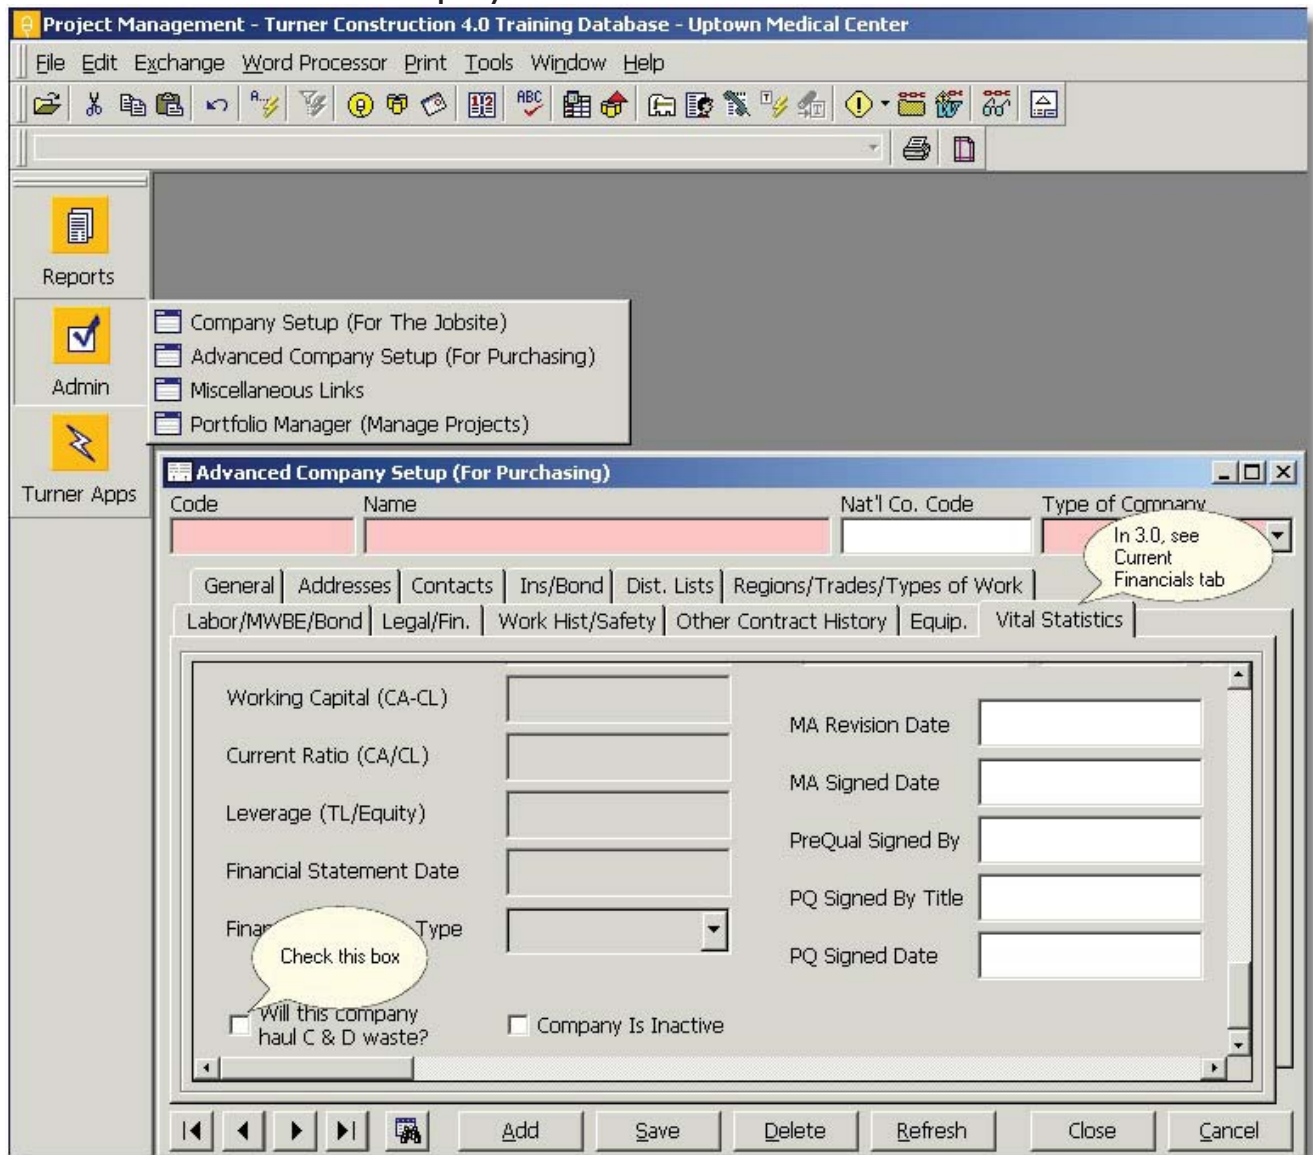 Project Management - Turner Construction 4.0 Training Database - Uptown Medical Center
File Edit Exchange Word Processor Print Tools Window Help
Reports
Admin
Turner Apps
Company Setup (For The Jobsite)
Advanced Company Setup (For Purchasing)
Miscellaneous Links
Portfolio Manager (Manage Projects)
Advanced Company Setup (For Purchasing)
Code Name Nat'l Co. Code Type of Company
In 3.0, see
Current
Financials tab
General Addresses Contacts Ins/Bond Dist. Lists Regions/Trades/Types of Work
Labor/MWBE/Bond Legal/Fin. Work Hist/Safety Other Contract History Equip. Vital Statistics
Working Capital (CA-CL)
Current Ratio (CA/CL)
Leverage (TL/Equity)
Financial Statement Date
Finan Type
Check this box
Will this company
haul C & D waste?
Company Is Inactive
MA Revision Date
MA Signed Date
PreQual Signed By
PQ Signed By Title
PQ Signed Date
Add Save Delete Refresh Close Cancel